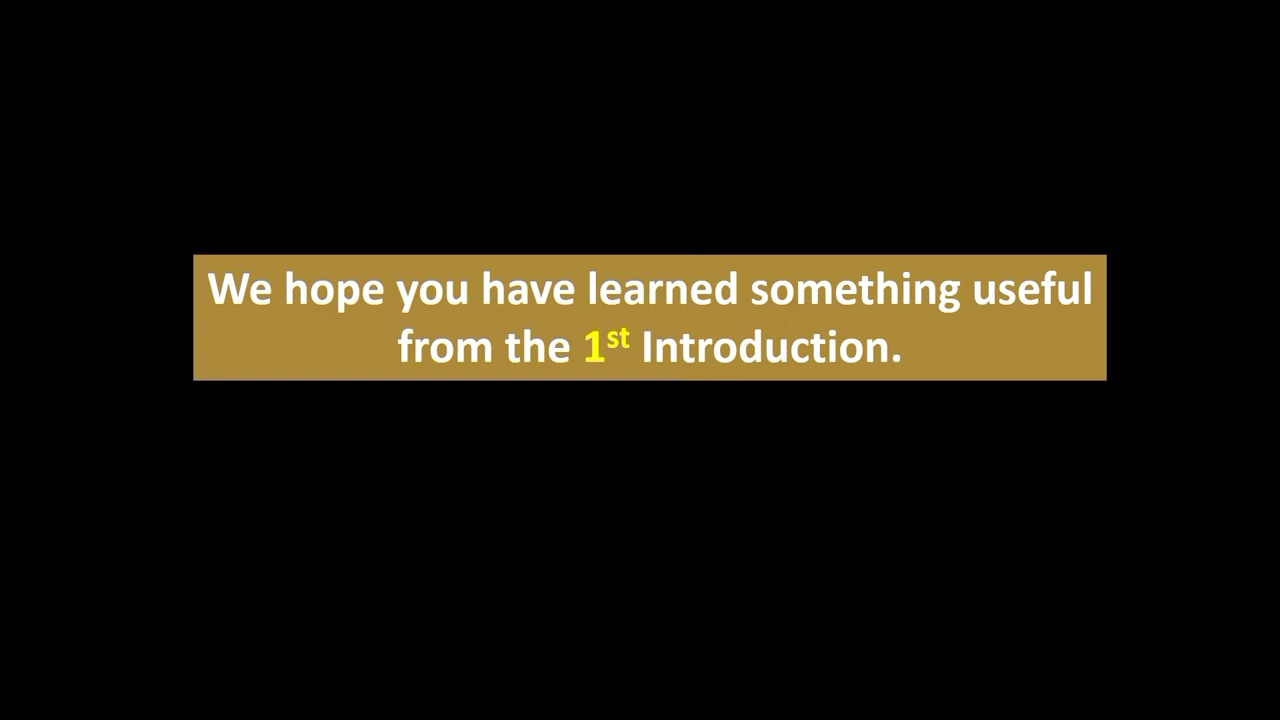 We hope you have learned something useful
from the 1st Introduction.